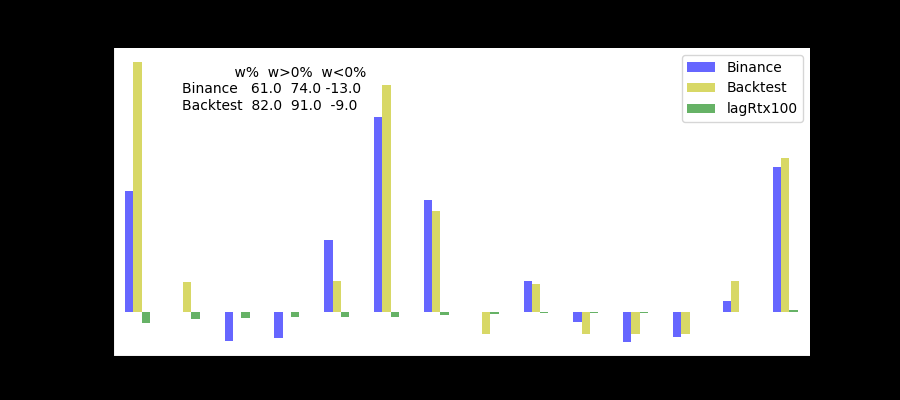 w%  w>0%  w<0%
Binance   61.0  74.0 -13.0
Backtest  82.0  91.0  -9.0
Binance
Backtest
lagRtx100